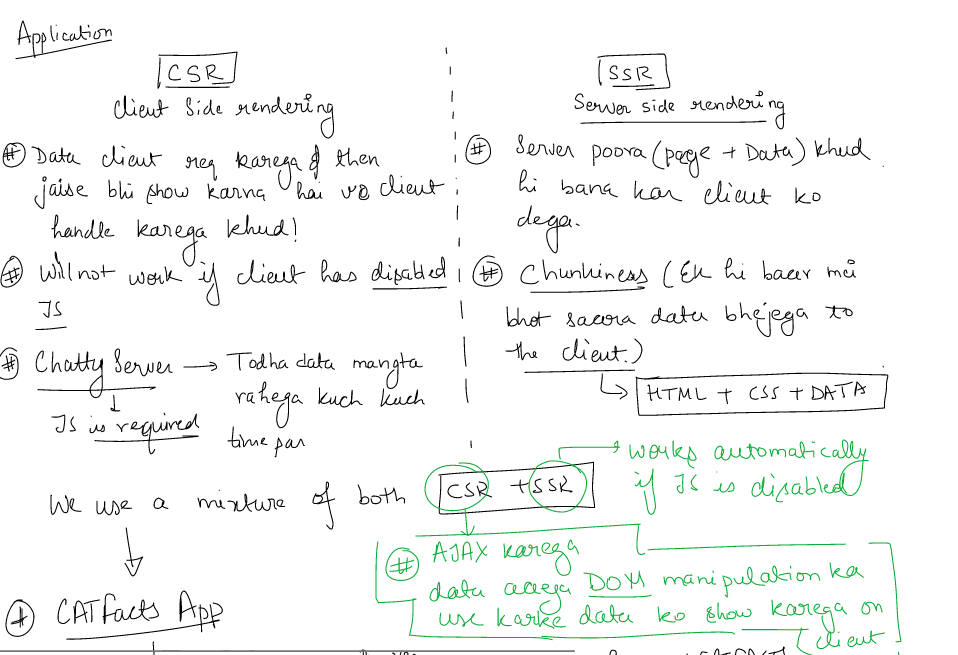 Application
CSR
Client Side rendering
# Data client req karega & then
jaise bhi show karna hai vo client
handle karega khud!
# Will not work if client has disabled
JS
# Chatty Server → Todha data mangta
rahega kuch kuch
time par
JS is required
SSR
Server side rendering
# Server poora (page + Data) khud
hi bana kar client ko
dega.
# Chunkiness (Ek hi baar mei
bhot saara data bhejega to
the client.)
HTML + CSS + DATA
We use a mixture of both CSR + SSR
works automatically
if JS is disabled
# AJAX karega
data aaega DOM manipulation ka
use karke data ko show karega on
client
CATFacts App